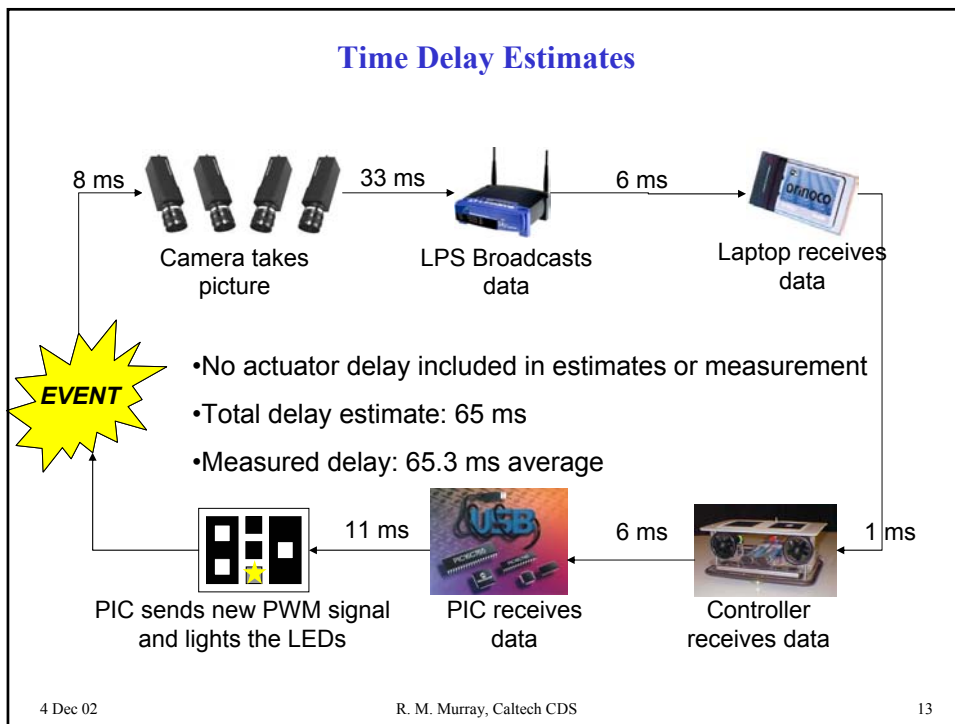 Time Delay Estimates
8 ms
33 ms
6 ms
orinoco
Camera takes
picture
LPS Broadcasts
data
Laptop receives
data
EVENT
•No actuator delay included in estimates or measurement
•Total delay estimate: 65 ms
•Measured delay: 65.3 ms average
11 ms
USB
6 ms
1 ms
PIC sends new PWM signal
and lights the LEDs
PIC receives
data
Controller
receives data
4 Dec 02
R. M. Murray, Caltech CDS
13